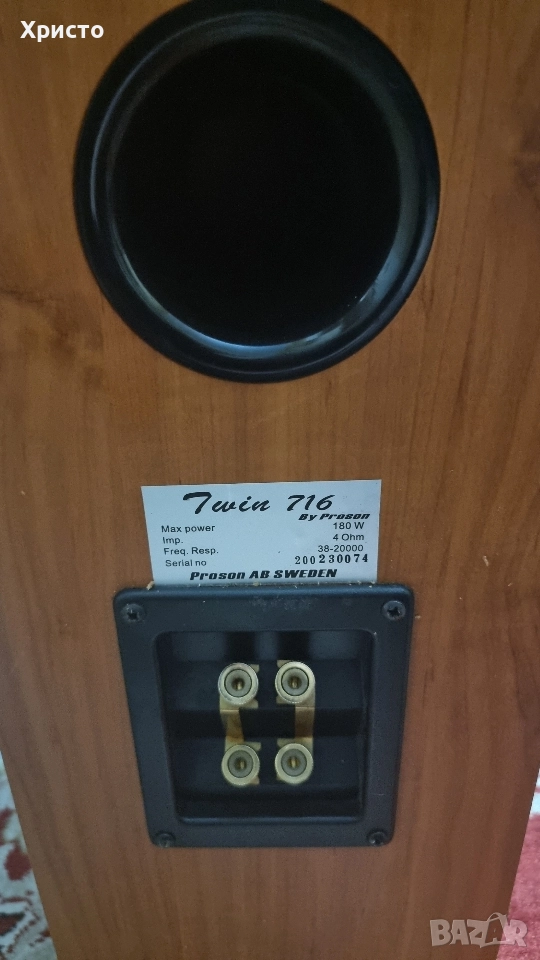 Христо
Twin 716
By Proson
Max power 180 W
Imp. 4 Ohm
Freq. Resp. 38-20000
Serial no 200230074
Proson AB SWEDEN
BAZAR